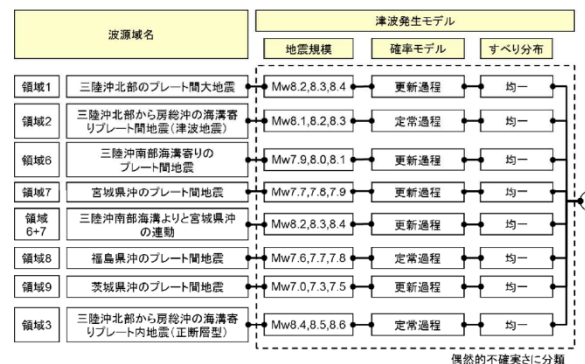 波源域名
津波発生モデル
地震規模
確率モデル
すべり分布
領域1
三陸沖北部のプレート間大地震
Mw8.2,8.3,8.4
更新過程
均一
領域2
三陸沖北部から房総沖の海溝寄
りプレート間地震(津波地震)
Mw8.1,8.2,8.3
定常過程
均一
領域6
三陸沖南部海溝寄りの
プレート間地震
Mw7.9,8.0,8.1
更新過程
均一
領域7
宮城県沖のプレート間地震
Mw7.7,7.8,7.9
更新過程
均一
領域
6+7
三陸沖南部海溝よりと宮城県沖
の連動
Mw8.2,8.3,8.4
更新過程
均一
領域8
福島県沖のプレート間地震
Mw7.6,7.7,7.8
定常過程
均一
領域9
茨城県沖のプレート間地震
Mw7.0,7.3,7.5
更新過程
均一
領域3
三陸沖北部から房総沖の海溝寄
りプレート内地震(正断層型)
Mw8.4,8.5,8.6
定常過程
均一
偶然的不確実さに分類